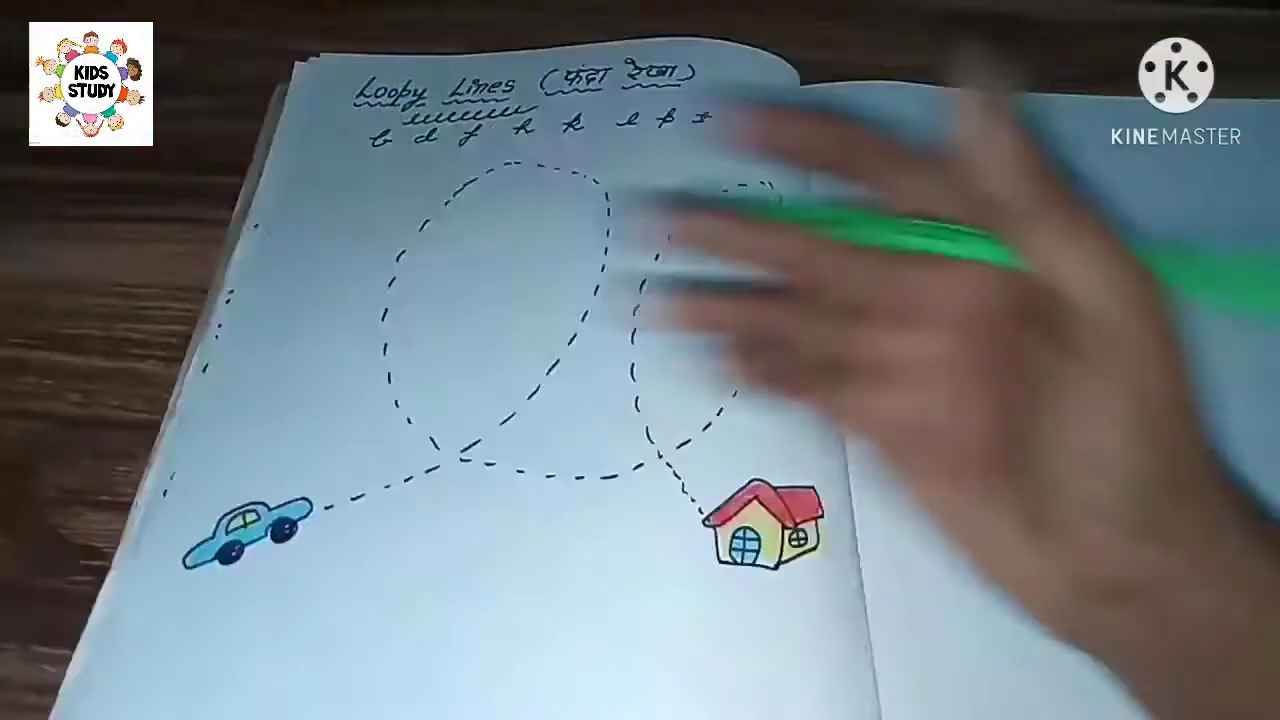 KIDS
STUDY
K
KINEMASTER
Loopy Lines (फंदा रेखा)
b d f h k l p z